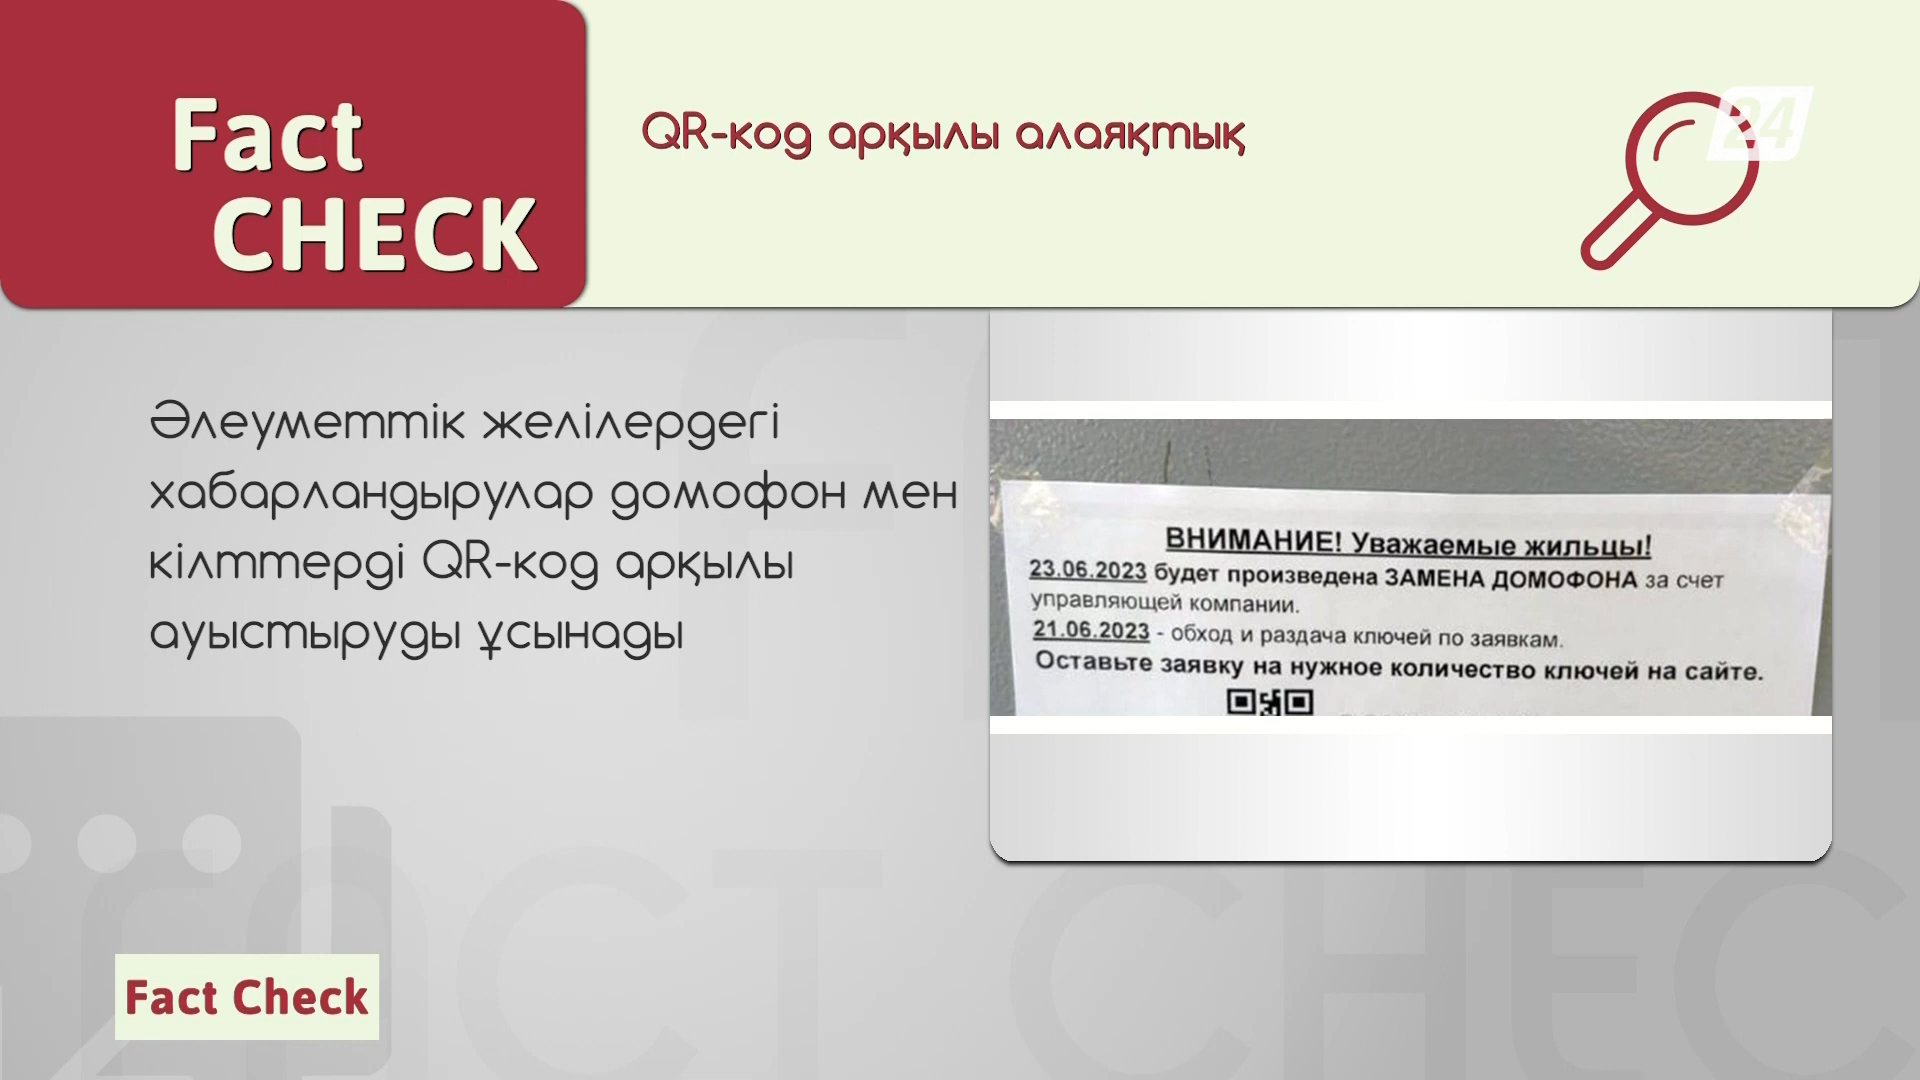 Fact
CHECK
QR-код арқылы алаяқтық
24
Әлеуметтік желілердегі
хабарландырулар домофон мен
кілттерді QR-код арқылы
ауыстыруды ұсынады
ВНИМАНИЕ! Уважаемые жильцы!
23.06.2023 будет произведена ЗАМЕНА ДОМОФОНА за счет
управляющей компании.
21.06.2023 - обход и раздача ключей по заявкам.
Оставьте заявку на нужное количество ключей на сайте.
Fact Check